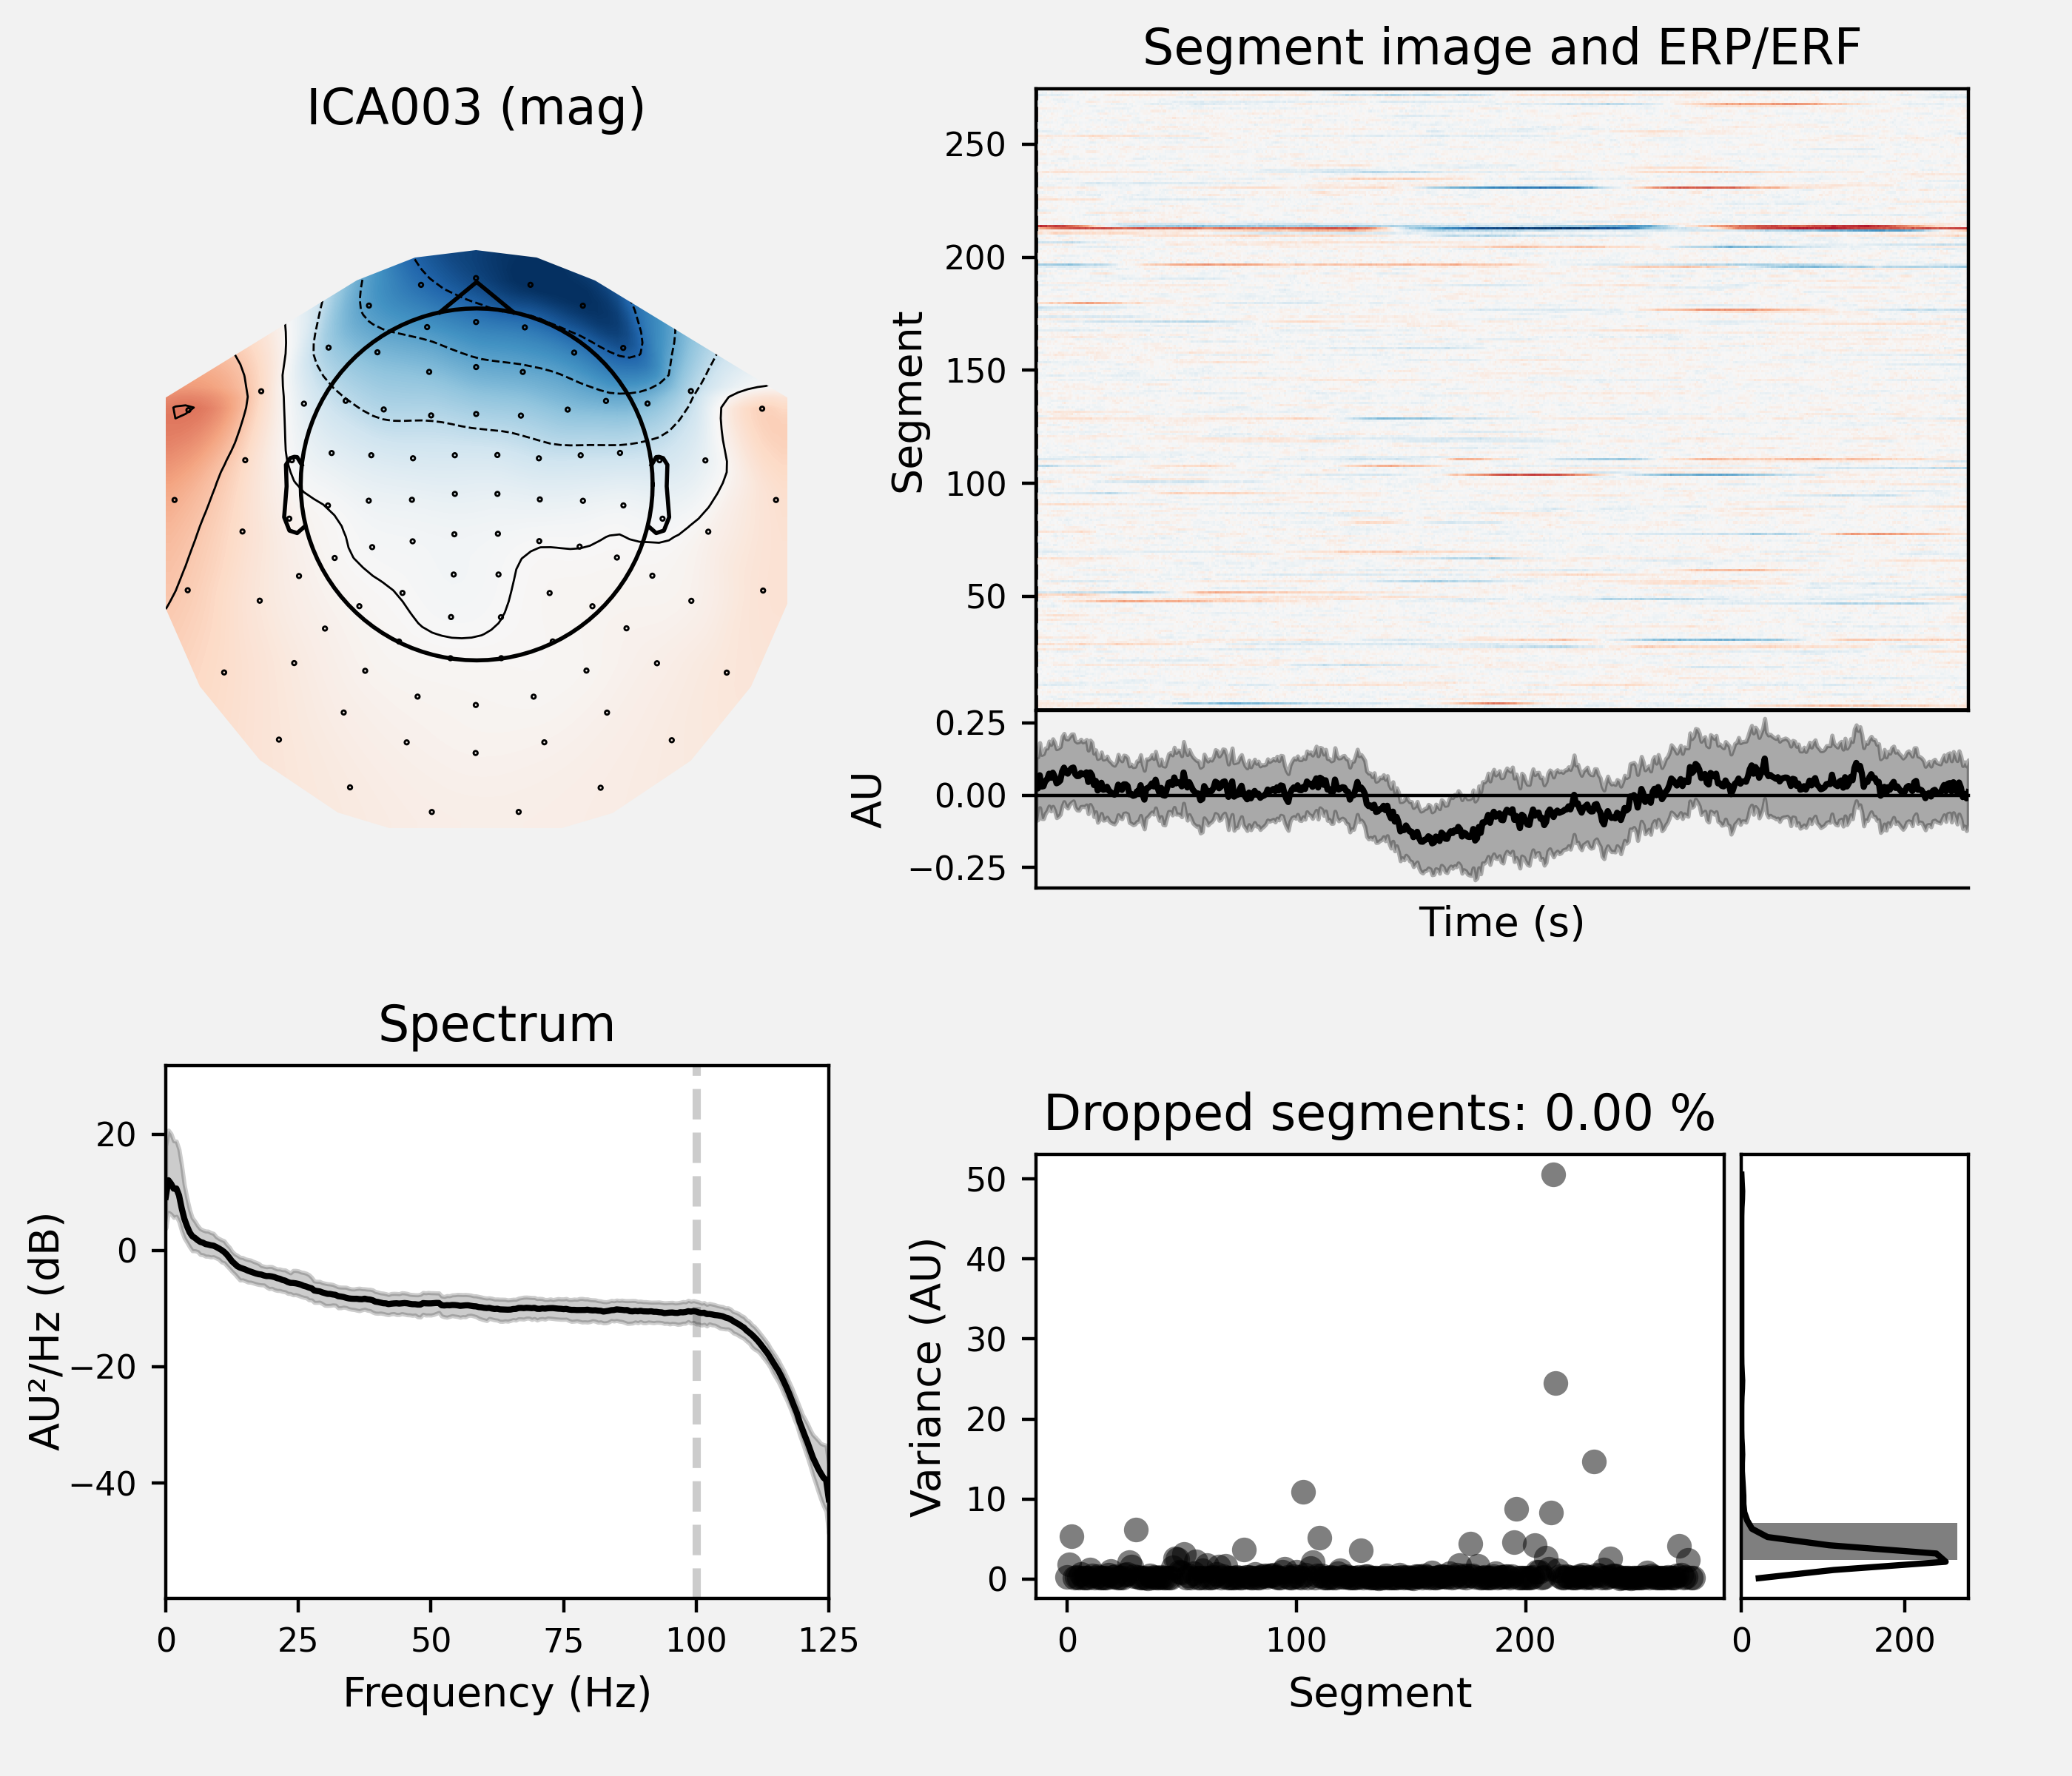 ICA003 (mag)
Segment image and ERP/ERF
Segment
250
200
150
100
50
AU
0.25
0.00
−0.25
Time (s)
Spectrum
AU²/Hz (dB)
20
0
−20
−40
0 25 50 75 100 125
Frequency (Hz)
Dropped segments: 0.00 %
Variance (AU)
50
40
30
20
10
0
0 100 200
Segment
0 200